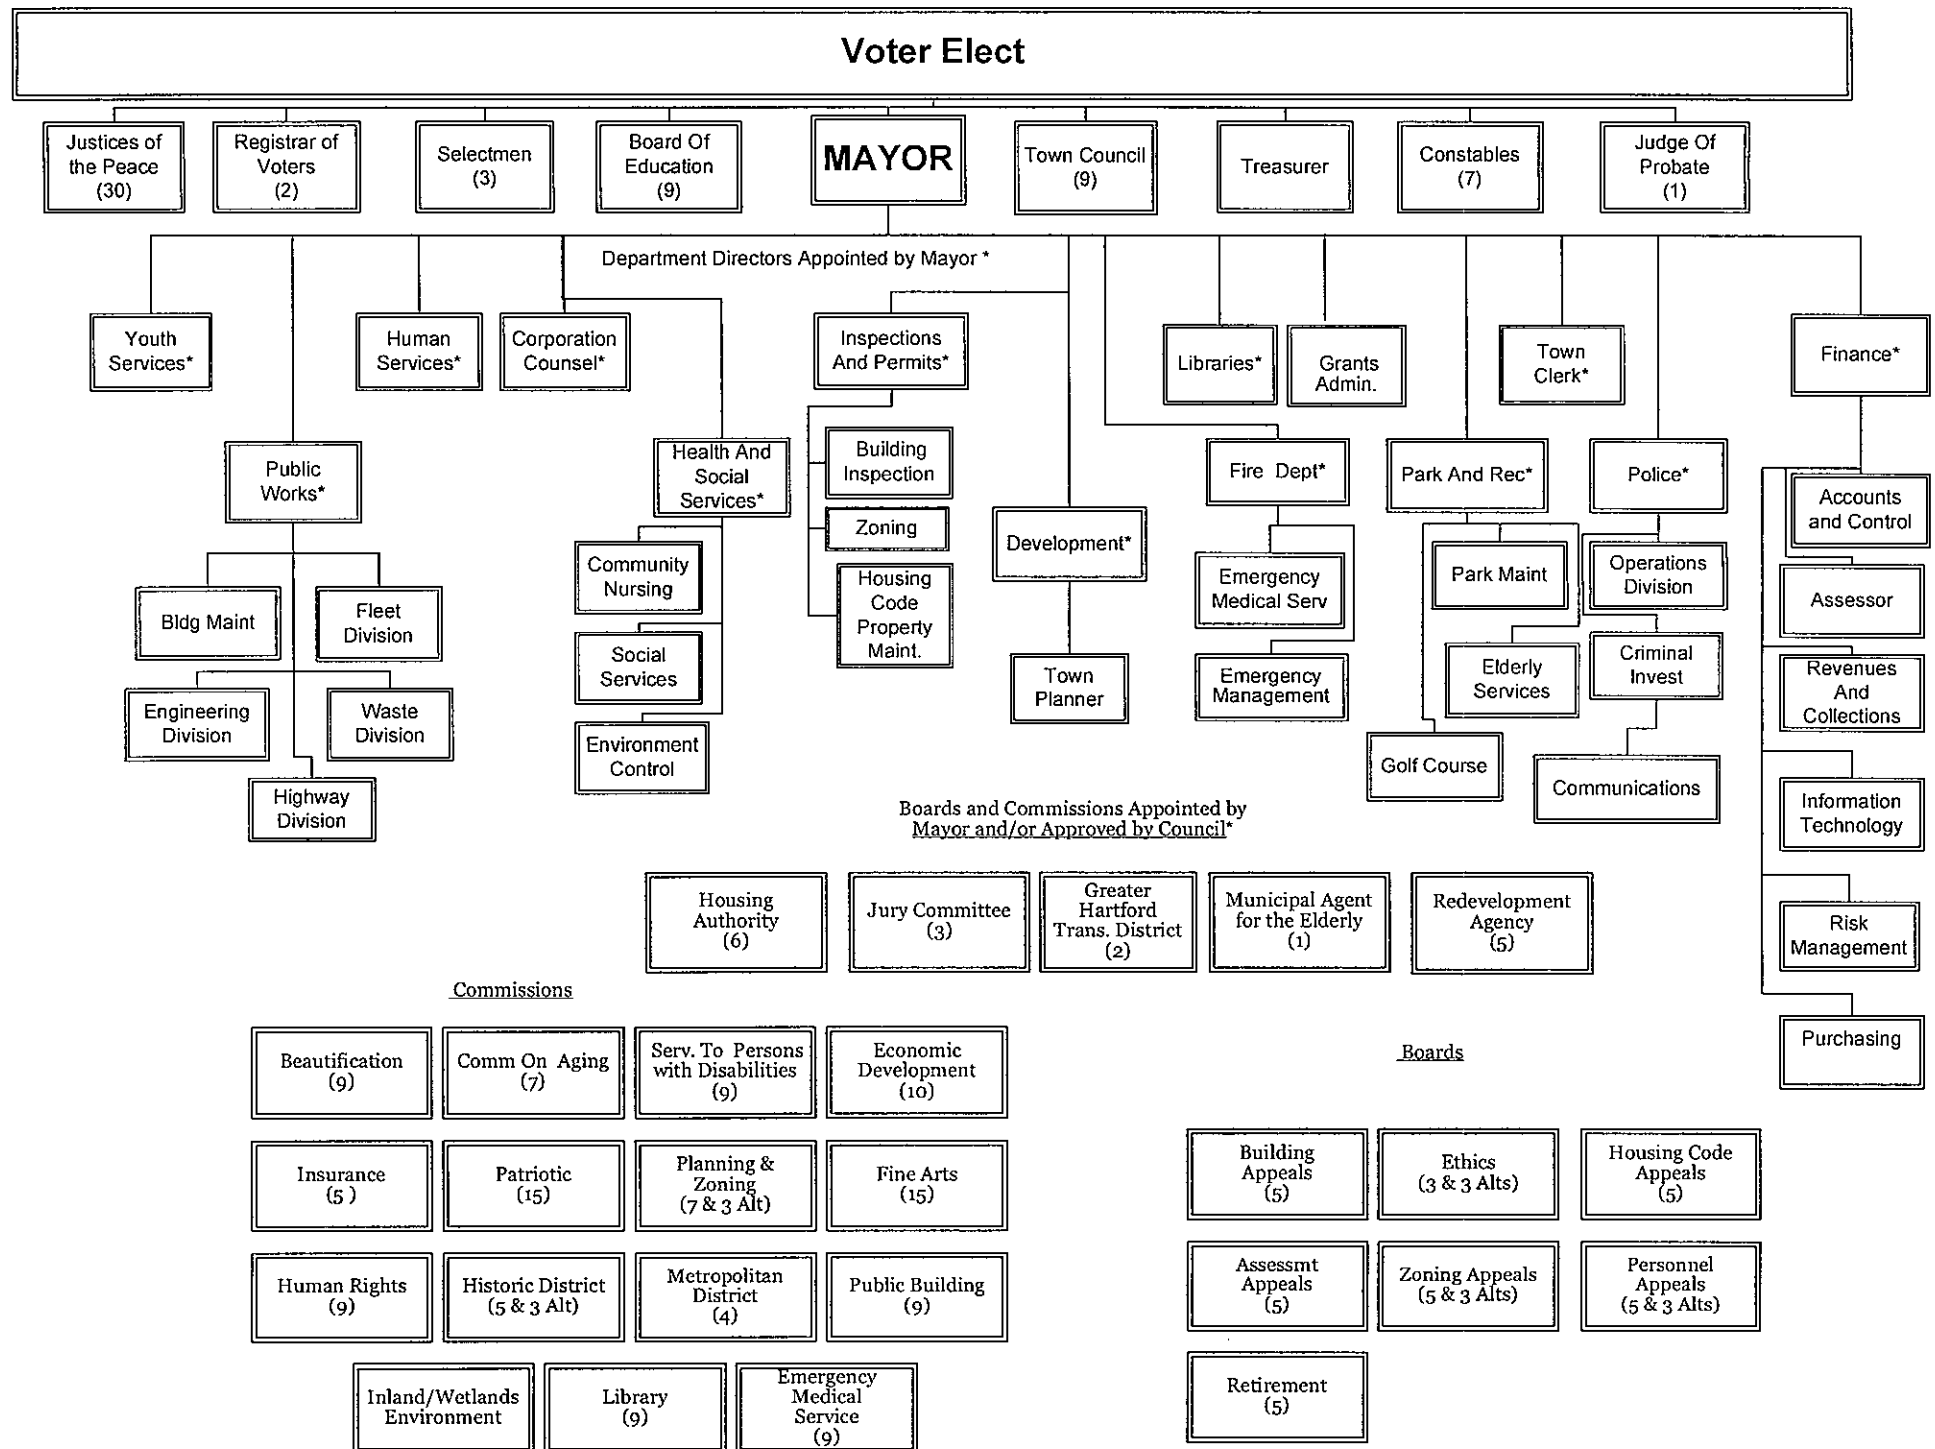 Voter Elect
Justices of
the Peace
(30)
Registrar of
Voters
(2)
Selectmen
(3)
Board Of
Education
(9)
MAYOR
Town Council
(9)
Treasurer
Constables
(7)
Judge Of
Probate
(1)
Department Directors Appointed by Mayor *
Youth
Services*
Human
Services*
Corporation
Counsel*
Inspections
And Permits*
Libraries*
Grants
Admin.
Town
Clerk*
Finance*
Public
Works*
Health And
Social
Services*
Building
Inspection
Zoning
Housing
Code
Property
Maint.
Development*
Fire Dept*
Park And Rec*
Police*
Accounts
and Control
Bldg Maint
Fleet
Division
Community
Nursing
Emergency
Medical Serv
Park Maint
Operations
Division
Assessor
Engineering
Division
Waste
Division
Social
Services
Town
Planner
Emergency
Management
Elderly
Services
Criminal
Invest
Revenues
And
Collections
Highway
Division
Environment
Control
Golf Course
Communications
Information
Technology
Risk
Management
Purchasing
Boards and Commissions Appointed by
Mayor and/or Approved by Council*
Housing
Authority
(6)
Jury Committee
(3)
Greater
Hartford
Trans. District
(2)
Municipal Agent
for the Elderly
(1)
Redevelopment
Agency
(5)
Commissions
Beautification
(9)
Comm On Aging
(7)
Serv. To Persons
with Disabilities
(9)
Economic
Development
(10)
Insurance
(5 )
Patriotic
(15)
Planning &
Zoning
(7 & 3 Alt)
Fine Arts
(15)
Human Rights
(9)
Historic District
(5 & 3 Alt)
Metropolitan
District
(4)
Public Building
(9)
Inland/Wetlands
Environment
Library
(9)
Emergency
Medical
Service
(9)
Boards
Building
Appeals
(5)
Ethics
(3 & 3 Alts)
Housing Code
Appeals
(5)
Assessmt
Appeals
(5)
Zoning Appeals
(5 & 3 Alts)
Personnel
Appeals
(5 & 3 Alts)
Retirement
(5)